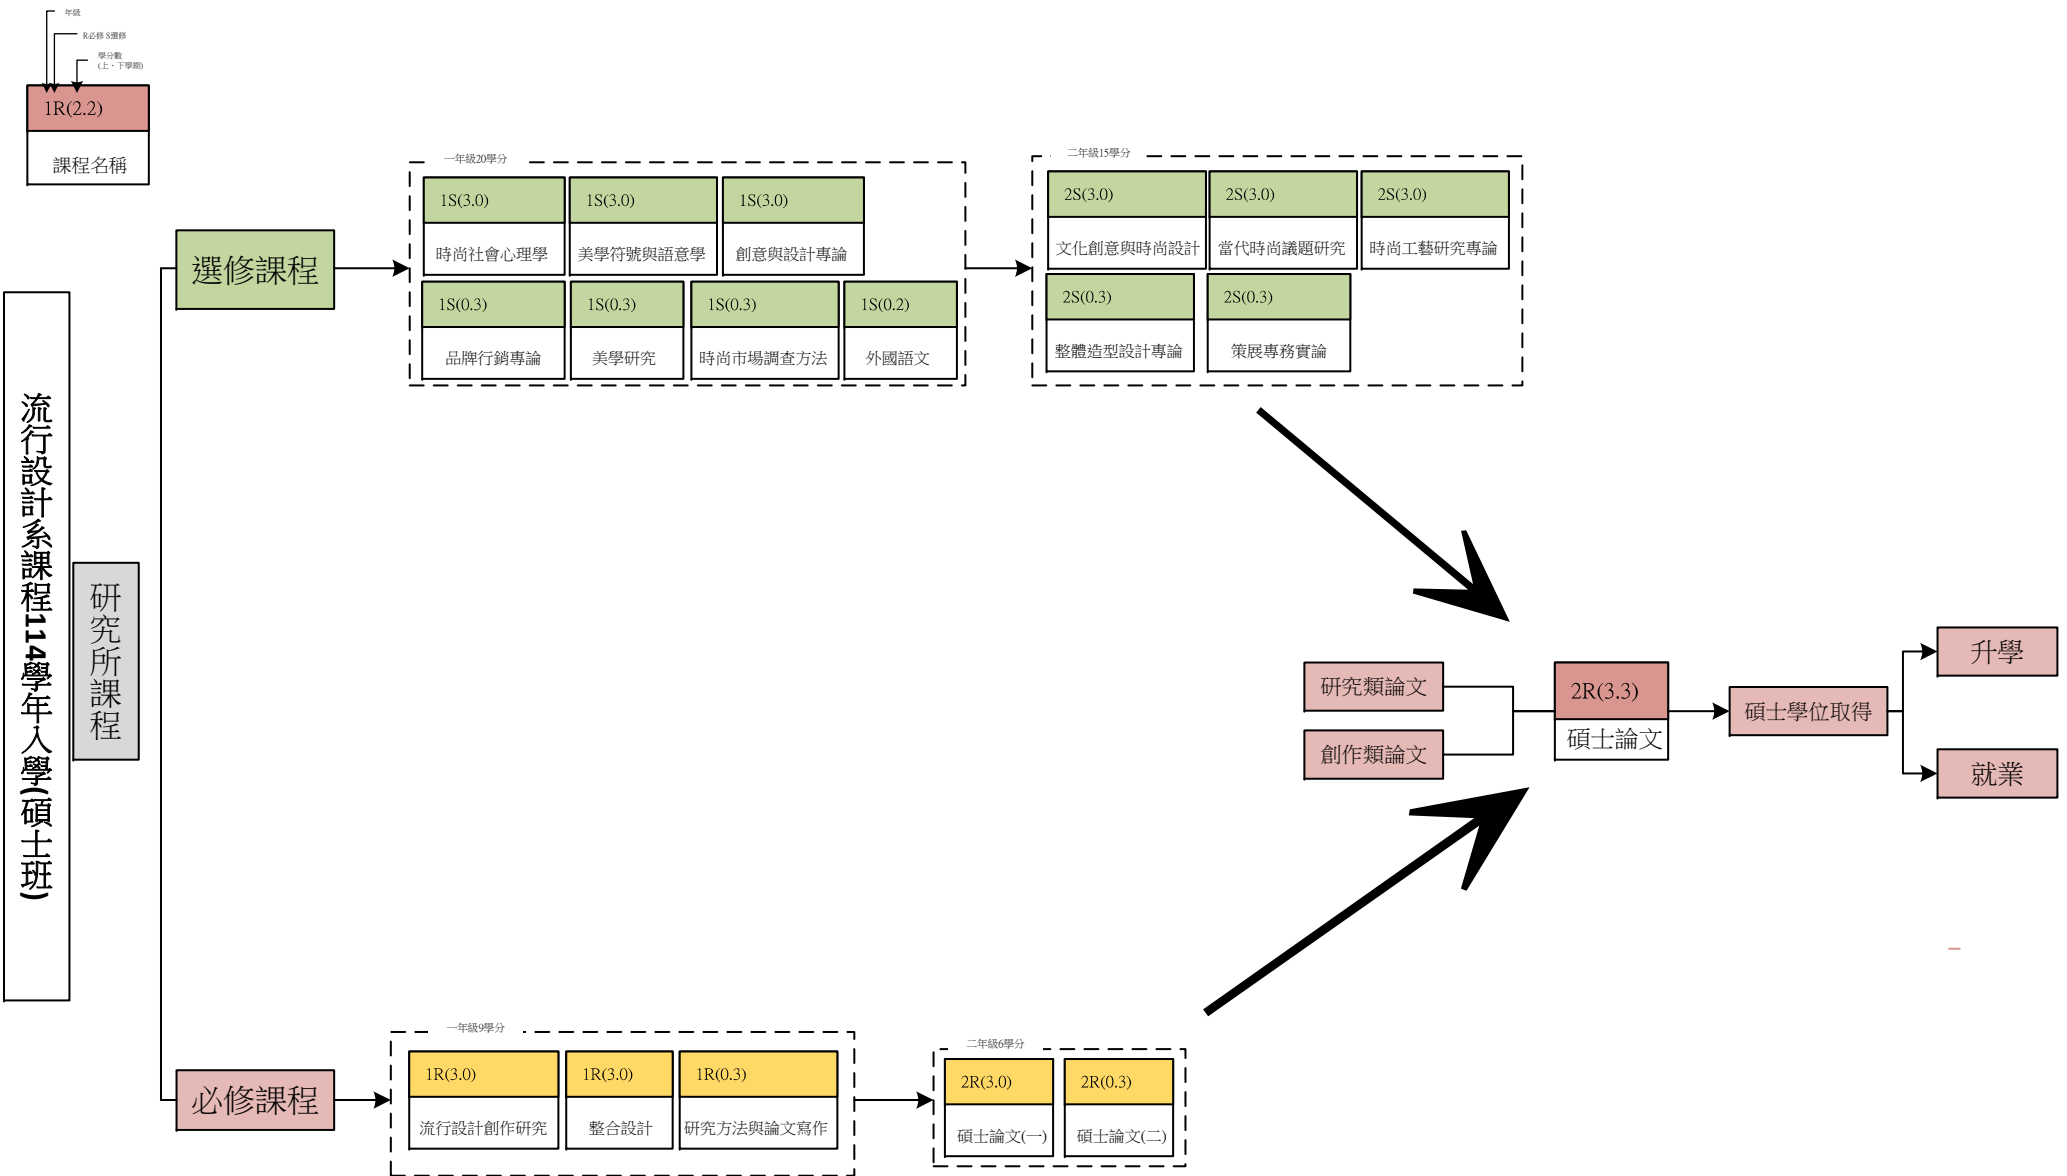 年級
R必修 S選修
學分數
(上、下學期)
1R(2.2)
課程名稱
流行設計系課程114學年入學(碩士班)
研究所課程
選修課程
一年級20學分
1S(3.0)
時尚社會心理學
1S(3.0)
美學符號與語意學
1S(3.0)
創意與設計專論
1S(0.3)
品牌行銷專論
1S(0.3)
美學研究
1S(0.3)
時尚市場調查方法
1S(0.2)
外國語文
二年級15學分
2S(3.0)
文化創意與時尚設計
2S(3.0)
當代時尚議題研究
2S(3.0)
時尚工藝研究專論
2S(0.3)
整體造型設計專論
2S(0.3)
策展專務實論
研究類論文
創作類論文
2R(3.3)
碩士論文
碩士學位取得
升學
就業
必修課程
一年級9學分
1R(3.0)
流行設計創作研究
1R(3.0)
整合設計
1R(0.3)
研究方法與論文寫作
二年級6學分
2R(3.0)
碩士論文(一)
2R(0.3)
碩士論文(二)